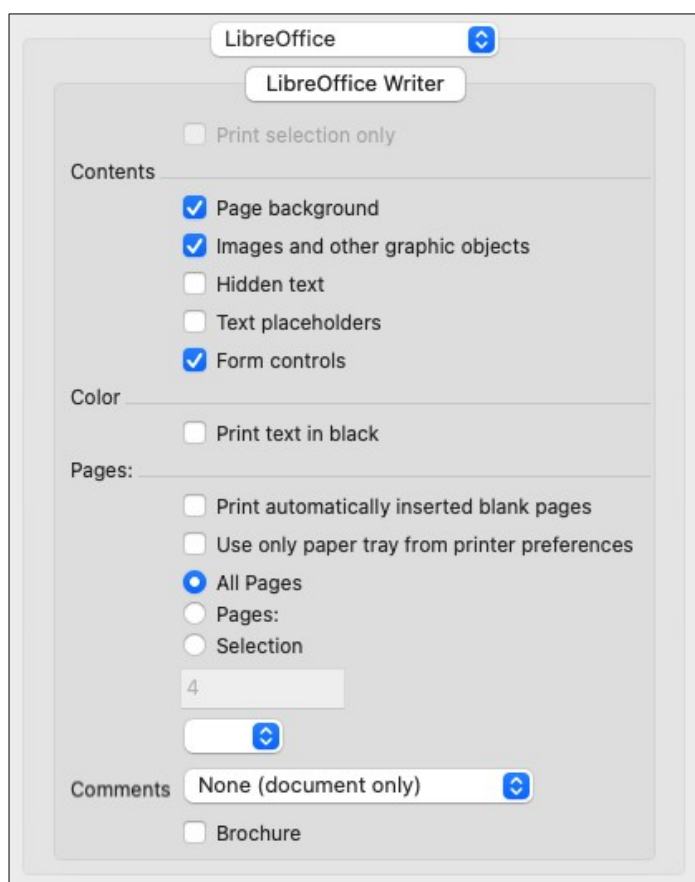 LibreOffice
LibreOffice Writer
Print selection only
Contents
Page background
Images and other graphic objects
Hidden text
Text placeholders
Form controls
Color
Print text in black
Pages:
Print automatically inserted blank pages
Use only paper tray from printer preferences
All Pages
Pages:
Selection
4
Comments None (document only)
Brochure